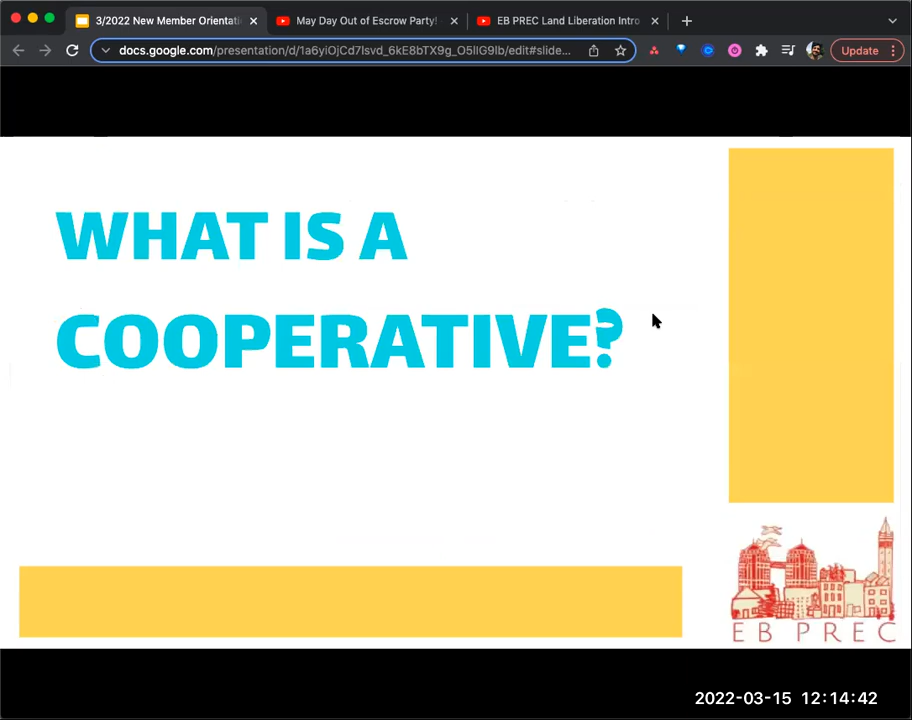 3/2022 New Member Orientati
May Day Out of Escrow Party!
EB PREC Land Liberation Intro
docs.google.com/presentation/d/1a6yiOjCd7lsvd_6kE8bTX9g_O5lIG9lb/edit#slide...
Update
WHAT IS A
COOPERATIVE?
EB PREC
2022-03-15 12:14:42